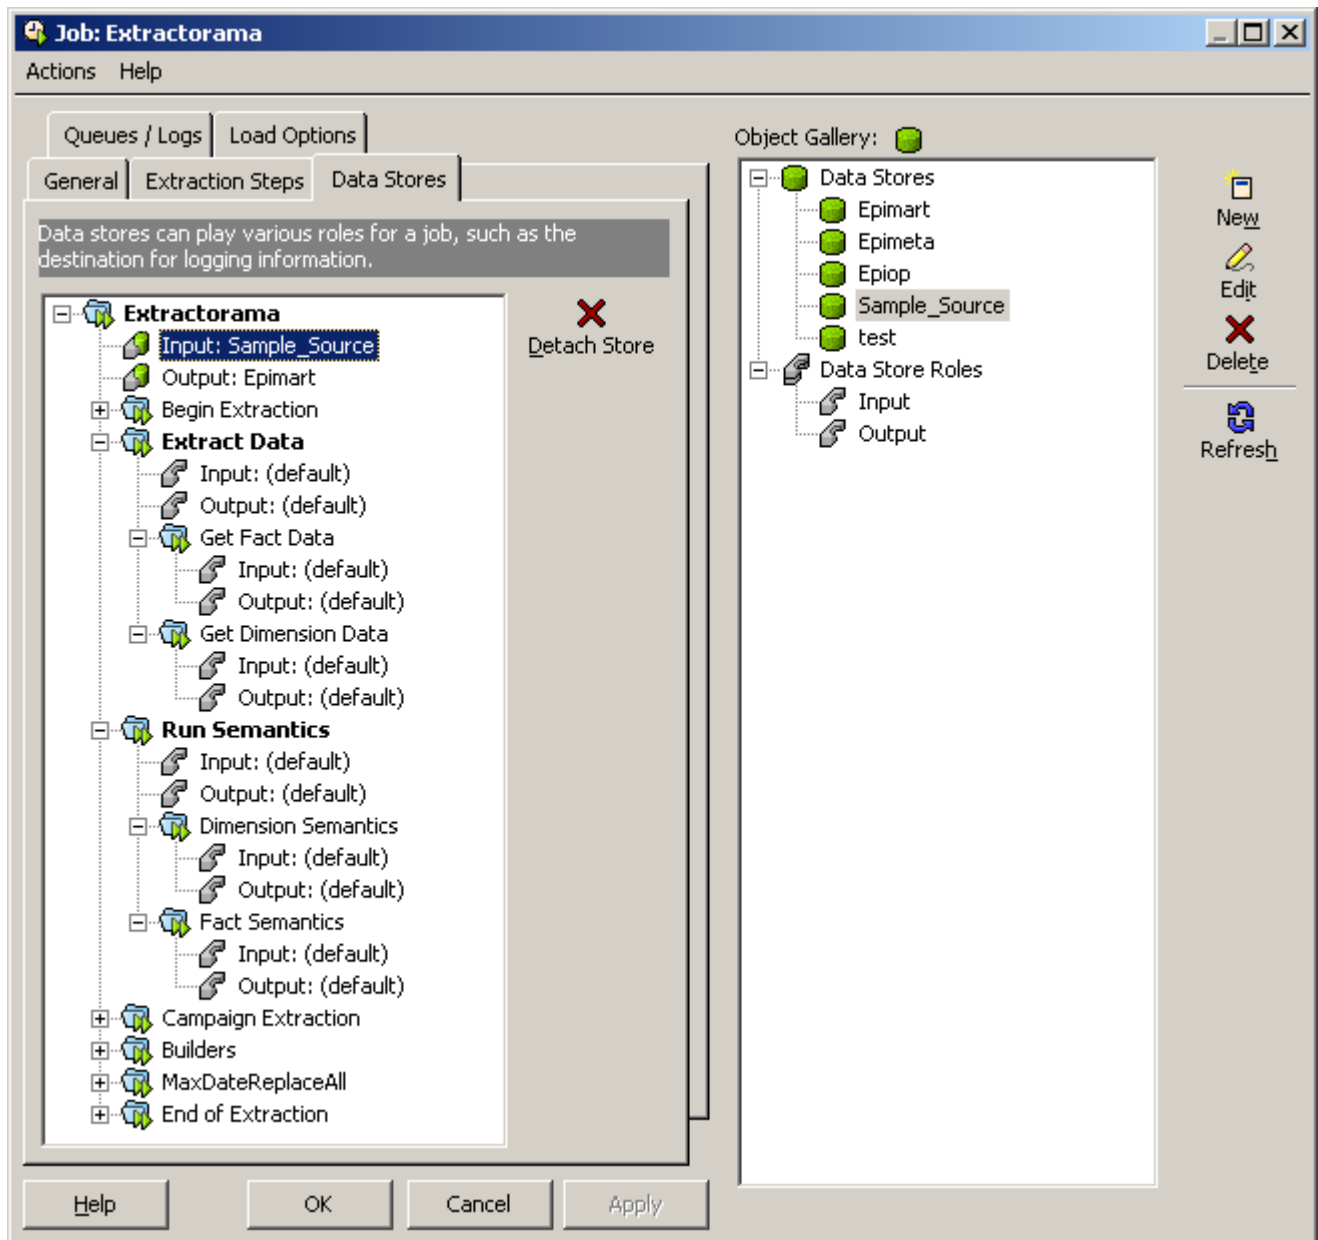 Job: Extractorama
Actions Help
Queues / Logs Load Options
General Extraction Steps Data Stores
Data stores can play various roles for a job, such as the
destination for logging information.
Extractorama
Input: Sample_Source
Output: Epimart
Begin Extraction
Extract Data
Input: (default)
Output: (default)
Get Fact Data
Input: (default)
Output: (default)
Get Dimension Data
Input: (default)
Output: (default)
Run Semantics
Input: (default)
Output: (default)
Dimension Semantics
Input: (default)
Output: (default)
Fact Semantics
Input: (default)
Output: (default)
Campaign Extraction
Builders
MaxDateReplaceAll
End of Extraction
Detach Store
Help OK Cancel Apply
Object Gallery:
Data Stores
Epimart
Epimeta
Epiop
Sample_Source
test
Data Store Roles
Input
Output
New
Edit
Delete
Refresh